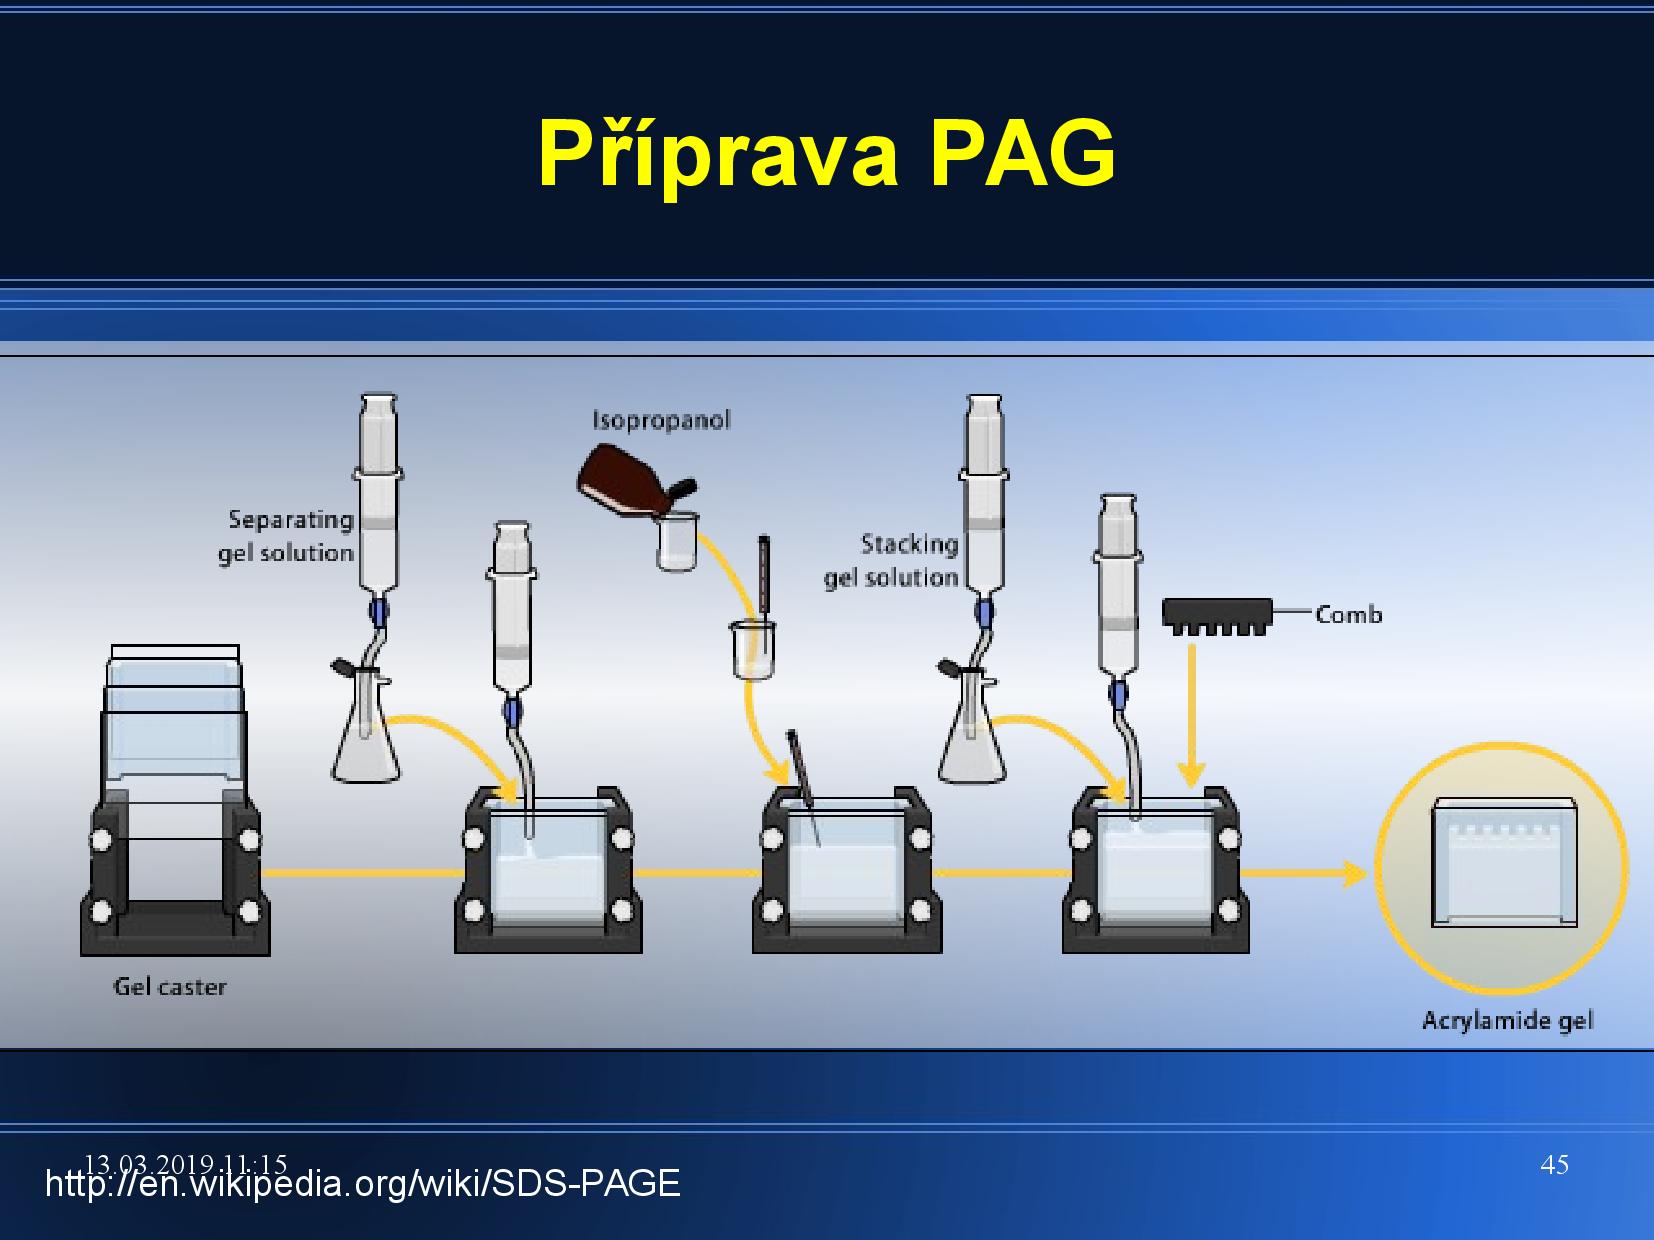 Příprava PAG
Isopropanol
Separating
gel solution
Stacking
gel solution
Comb
Gel caster
Acrylamide gel
13.03.2019 11:15
http://en.wikipedia.org/wiki/SDS-PAGE
45